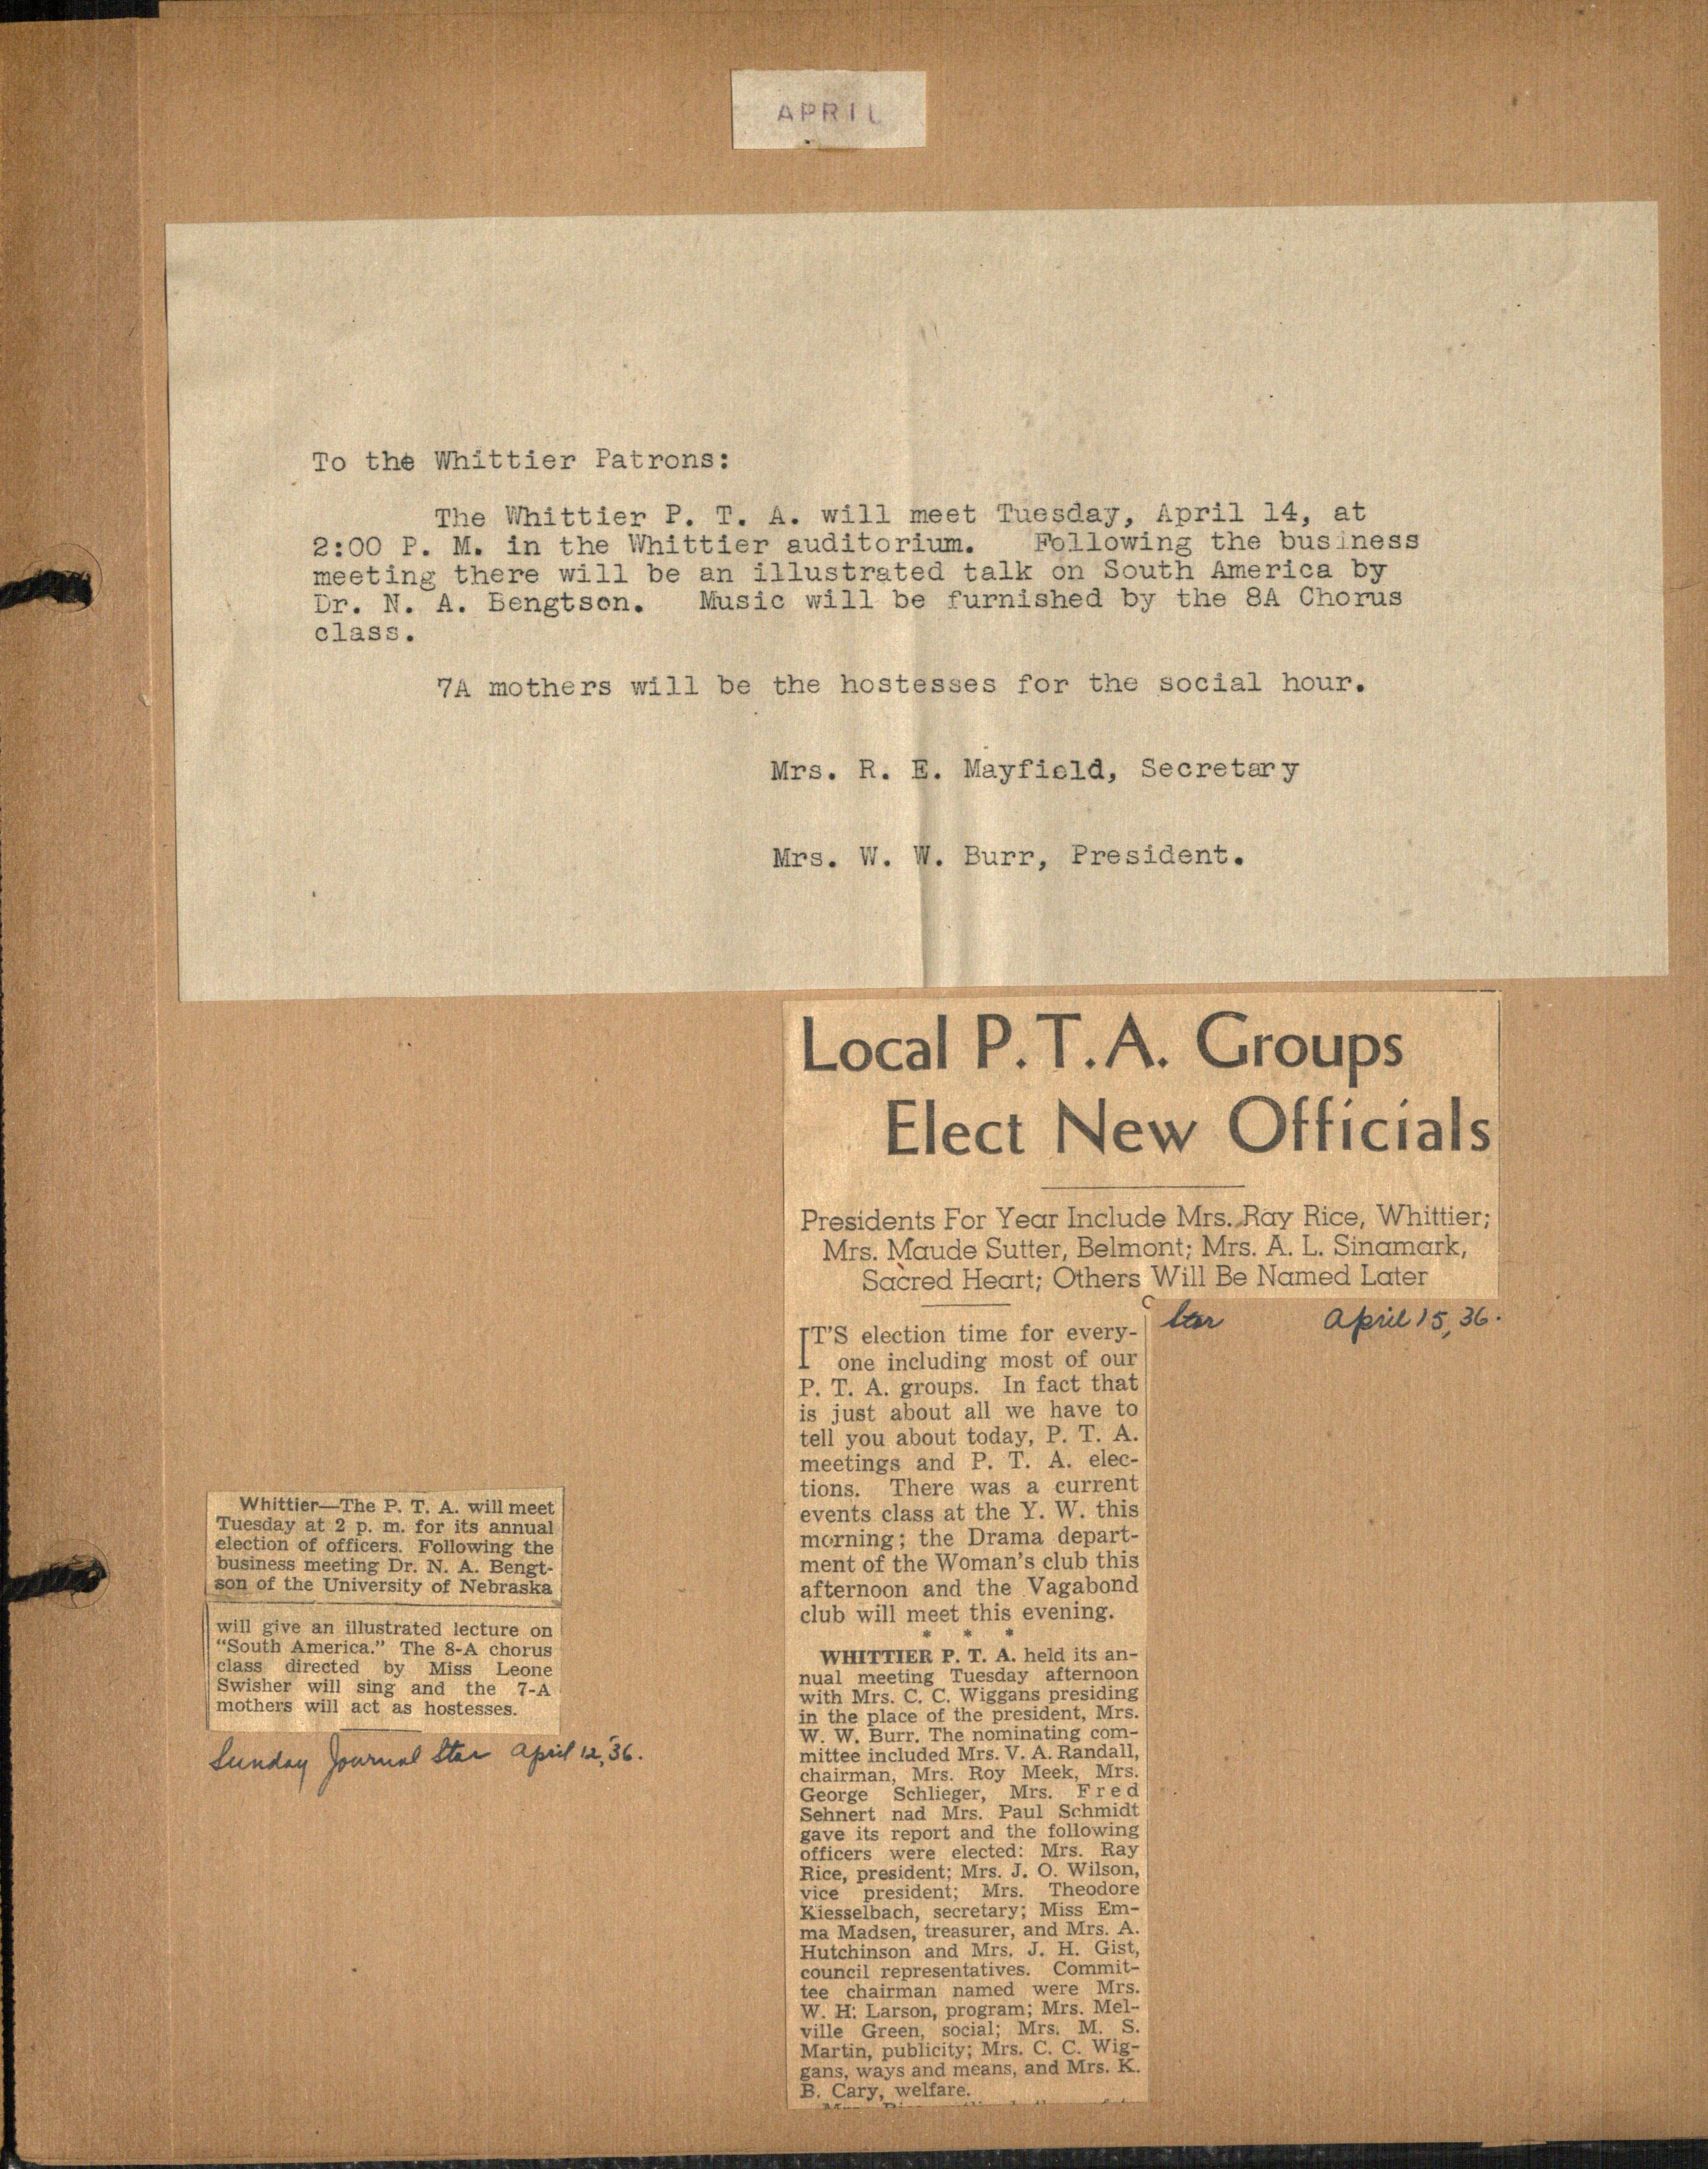 APRIL
To the Whittier Patrons:
The Whittier P. T. A. will meet Tuesday, April 14, at
2:00 P. M. in the Whittier auditorium. Following the business
meeting there will be an illustrated talk on South America by
Dr. N. A. Bengtson. Music will be furnished by the 8A Chorus
class.
7A mothers will be the hostesses for the social hour.
Mrs. R. E. Mayfield, Secretary
Mrs. W. W. Burr, President.
Whittier—The P. T. A. will meet
Tuesday at 2 p. m. for its annual
election of officers. Following the
business meeting Dr. N. A. Bengt-
son of the University of Nebraska
will give an illustrated lecture on
"South America." The 8-A chorus
class directed by Miss Leone
Swisher will sing and the 7-A
mothers will act as hostesses.
Sunday Journal Star April 12, '36.
Local P.T.A. Groups
Elect New Officials
Presidents For Year Include Mrs. Ray Rice, Whittier;
Mrs. Maude Sutter, Belmont; Mrs. A. L. Sinamark,
Sacred Heart; Others Will Be Named Later
Star April 15, 36.
IT'S election time for every-
one including most of our
P. T. A. groups. In fact that
is just about all we have to
tell you about today, P. T. A.
meetings and P. T. A. elec-
tions. There was a current
events class at the Y. W. this
morning; the Drama depart-
ment of the Woman's club this
afternoon and the Vagabond
club will meet this evening.
* * *
WHITTIER P. T. A. held its an-
nual meeting Tuesday afternoon
with Mrs. C. C. Wiggans presiding
in the place of the president, Mrs.
W. W. Burr. The nominating com-
mittee included Mrs. V. A. Randall,
chairman, Mrs. Roy Meek, Mrs.
George Schlieger, Mrs. Fred
Sehnert nad Mrs. Paul Schmidt
gave its report and the following
officers were elected: Mrs. Ray
Rice, president; Mrs. J. O. Wilson,
vice president; Mrs. Theodore
Kiesselbach, secretary; Miss Em-
ma Madsen, treasurer, and Mrs. A.
Hutchinson and Mrs. J. H. Gist,
council representatives. Commit-
tee chairman named were Mrs.
W. H. Larson, program; Mrs. Mel-
ville Green, social; Mrs. M. S.
Martin, publicity; Mrs. C. C. Wig-
gans, ways and means, and Mrs. K.
B. Cary, welfare.